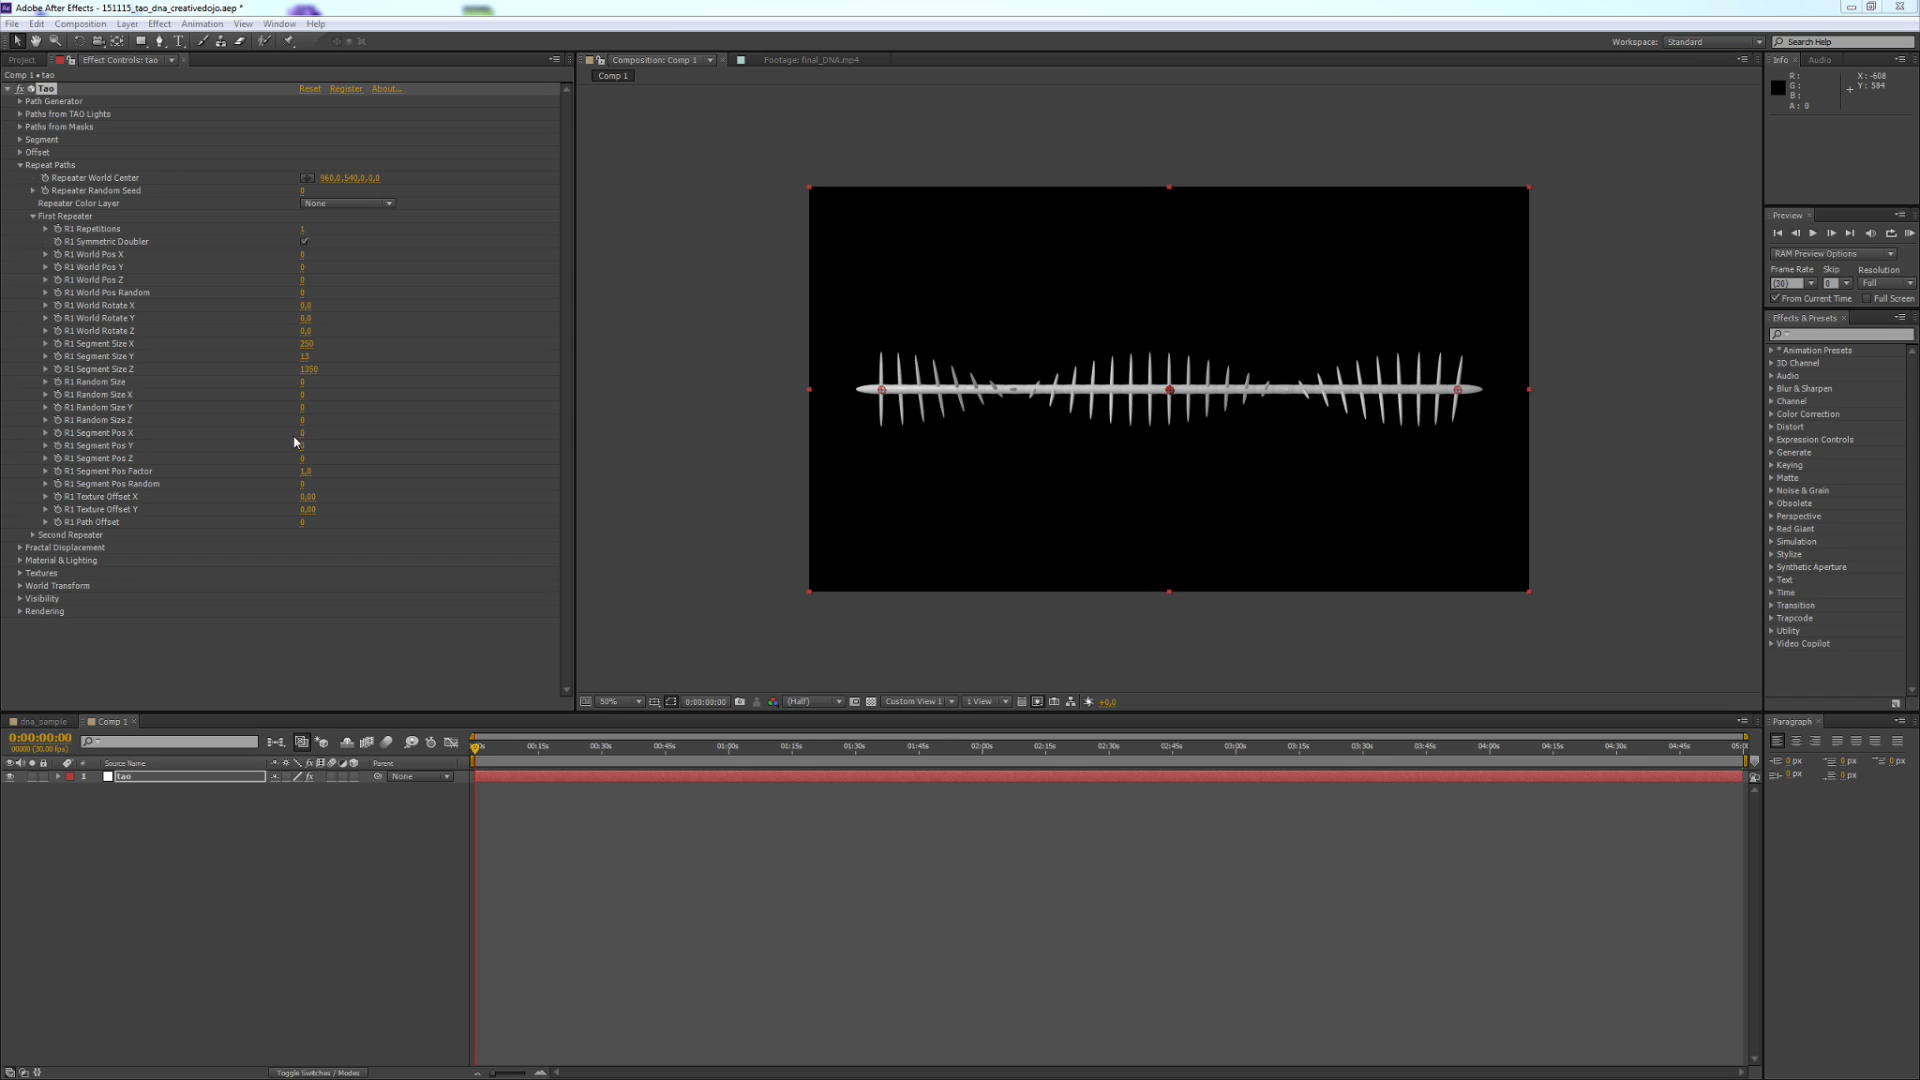 Adobe After Effects - 151115_tao_dna_creativedojo.aep *
File Edit Composition Layer Effect Animation View Window Help
Workspace: Standard Search Help
Project Effect Controls: tao Composition: Comp 1 Footage: final_DNA.mp4 Info Audio
Comp 1 • tao
Comp 1
R: G: B: A: 0
X: -608
Y: 584
Tao Reset Register About...
Path Generator
Paths from TAO Lights
Paths from Masks
Segment
Offset
Repeat Paths
Repeater World Center 960,0,540,0,0,0
Repeater Random Seed 0
Repeater Color Layer None
First Repeater
R1 Repetitions 1
R1 Symmetric Doubler
R1 World Pos X 0
R1 World Pos Y 0
R1 World Pos Z 0
R1 World Pos Random 0
R1 World Rotate X 0,0
R1 World Rotate Y 0,0
R1 World Rotate Z 0,0
R1 Segment Size X 250
R1 Segment Size Y 13
R1 Segment Size Z 1350
R1 Random Size 0
R1 Random Size X 0
R1 Random Size Y 0
R1 Random Size Z 0
R1 Segment Pos X 0
R1 Segment Pos Y
R1 Segment Pos Z 0
R1 Segment Pos Factor 1,0
R1 Segment Pos Random 0
R1 Texture Offset X 0,00
R1 Texture Offset Y 0,00
R1 Path Offset 0
Second Repeater
Fractal Displacement
Material & Lighting
Textures
World Transform
Visibility
Rendering
Preview
RAM Preview Options
Frame Rate Skip Resolution
(30) 0 Full
From Current Time Full Screen
Effects & Presets
* Animation Presets
3D Channel
Audio
Blur & Sharpen
Channel
Color Correction
Distort
Expression Controls
Generate
Keying
Matte
Noise & Grain
Obsolete
Perspective
Red Giant
Simulation
Stylize
Synthetic Aperture
Text
Time
Transition
Trapcode
Utility
Video Copilot
50% 0:00:00:00 (Half) Custom View 1 1 View +0,0
dna_sample Comp 1
0:00:00:00
00000 (30.00 fps)
00:15s 00:30s 00:45s 01:00s 01:15s 01:30s 01:45s 02:00s 02:15s 02:30s 02:45s 03:00s 03:15s 03:30s 03:45s 04:00s 04:15s 04:30s 04:45s
# Source Name Parent
1 tao None
Toggle Switches / Modes
Paragraph
0 px 0 px 0 px
0 px 0 px